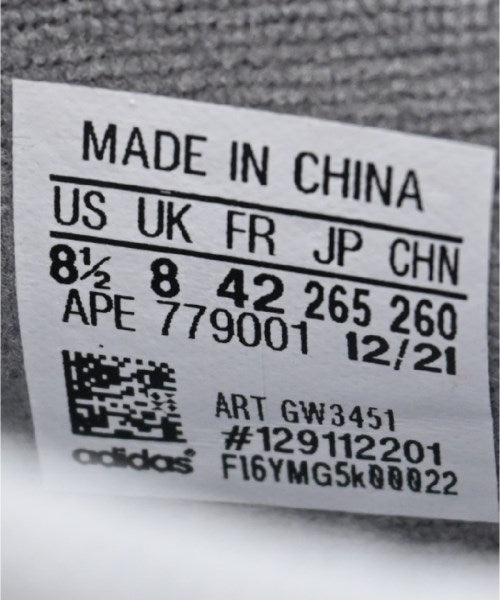 MADE IN CHINA
US UK FR JP CHN
8½ 8 42 265 260
APE 779001 12/21
ART GW3451
#129112201
adidas®
FI6YMG5k00022